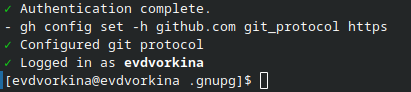 ✓ Authentication complete.
- gh config set -h github.com git_protocol https
✓ Configured git protocol
✓ Logged in as evdvorkina
[evdvorkina@evdvorkina .gnupg]$